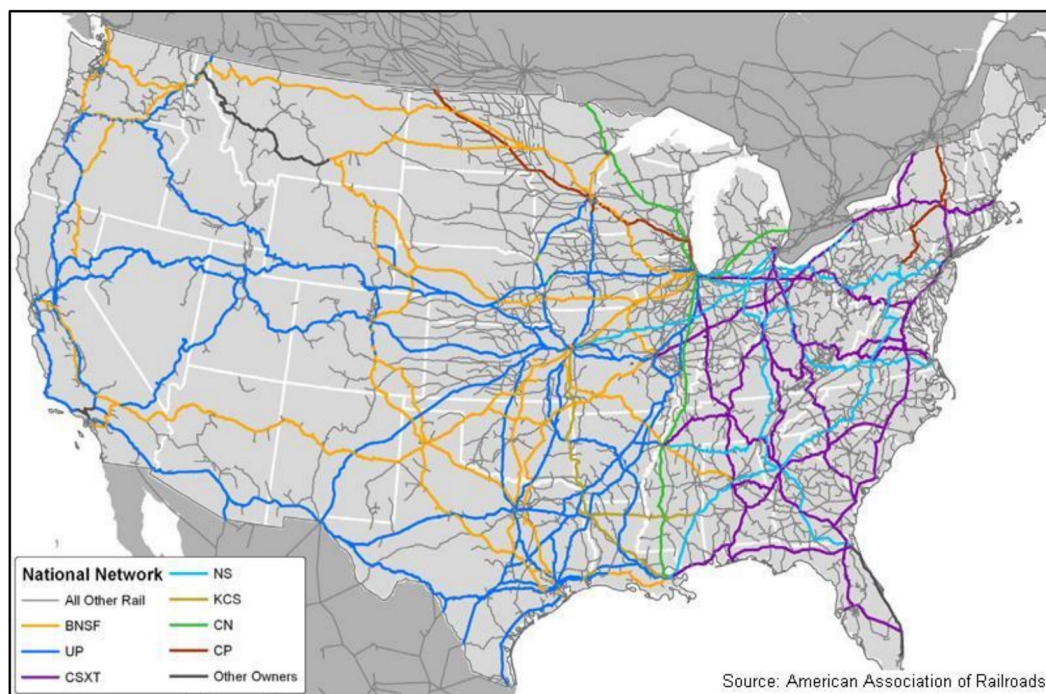 National Network
All Other Rail
BNSF
UP
CSXT
NS
KCS
CN
CP
Other Owners
Source: American Association of Railroads